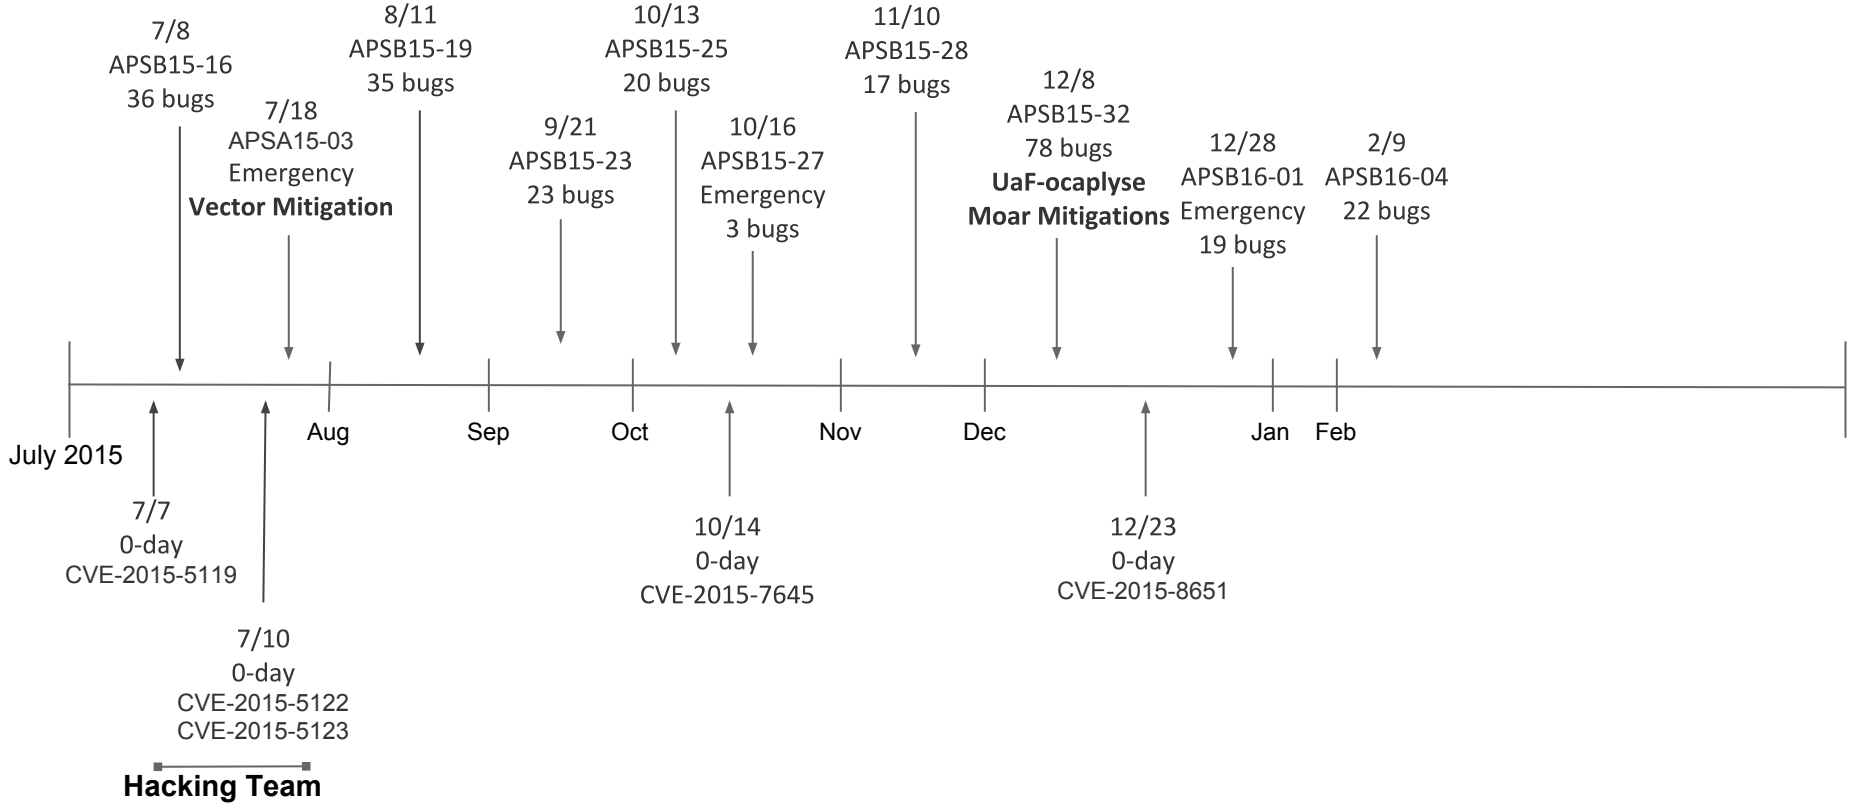 7/8
APSB15-16
36 bugs
7/18
APSA15-03
Emergency
Vector Mitigation
8/11
APSB15-19
35 bugs
9/21
APSB15-23
23 bugs
10/13
APSB15-25
20 bugs
10/16
APSB15-27
Emergency
3 bugs
11/10
APSB15-28
17 bugs
12/8
APSB15-32
78 bugs
UaF-ocaplyse
Moar Mitigations
12/28
APSB16-01
Emergency
19 bugs
2/9
APSB16-04
22 bugs
July 2015
Aug
Sep
Oct
Nov
Dec
Jan
Feb
7/7
0-day
CVE-2015-5119
7/10
0-day
CVE-2015-5122
CVE-2015-5123
Hacking Team
10/14
0-day
CVE-2015-7645
12/23
0-day
CVE-2015-8651